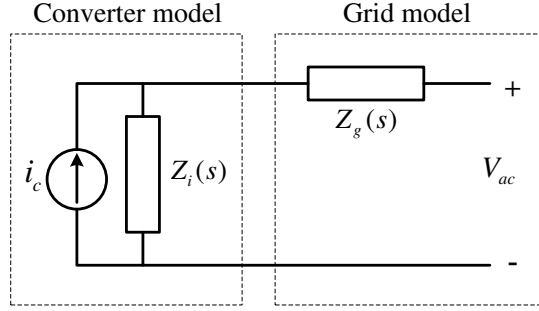 Converter model
Grid model
i_c
Z_i(s)
Z_g(s)
+
V_ac
-